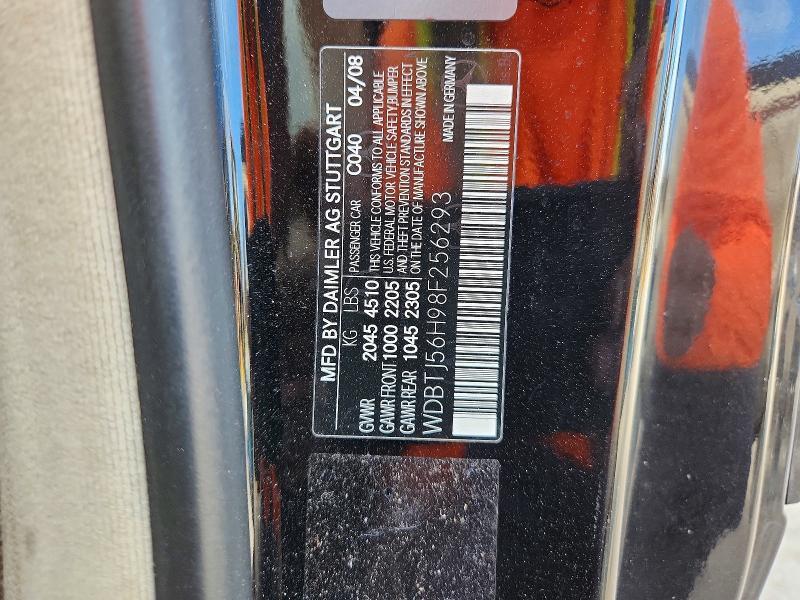 MFD BY DAIMLER AG STUTTGART
KG LBS PASSENGER CAR C040 04/08
GVWR 2045 4510 THIS VEHICLE CONFORMS TO ALL APPLICABLE
GAWR FRONT 1000 2205 U.S. FEDERAL MOTOR VEHICLE SAFETY, BUMPER
GAWR REAR 1045 2305 AND THEFT PREVENTION STANDARDS IN EFFECT
ON THE DATE OF MANUFACTURE SHOWN ABOVE
WDBTJ56H98F256293 MADE IN GERMANY